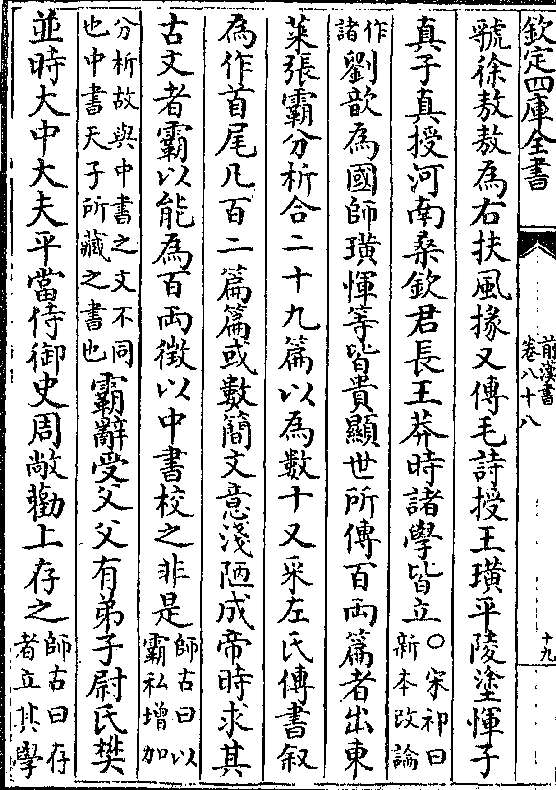 欽定四庫全書
前漢書
卷八十八
十九
虢徐敖敖為右扶風掾又傳毛詩授王璜平陵塗惲子
真子真授河南桑欽君長王莽時諸學皆立○宋祁曰新本改論
作諸劉歆為國師璜惲等皆貴顯世所傳百兩篇者出東
萊張霸分析合二十九篇以為數十又采左氏傳書叙
為作首尾凡百二篇篇或數簡文意淺陋成帝時求其
古文者霸以能為百兩徵以中書校之非是師古曰以霸私增加
分析故與中書之文不同也中書天子所藏之書也霸辭受父父有弟子尉氏樊
並時大中大夫平當侍御史周敞勸上存之師古曰存者立其學